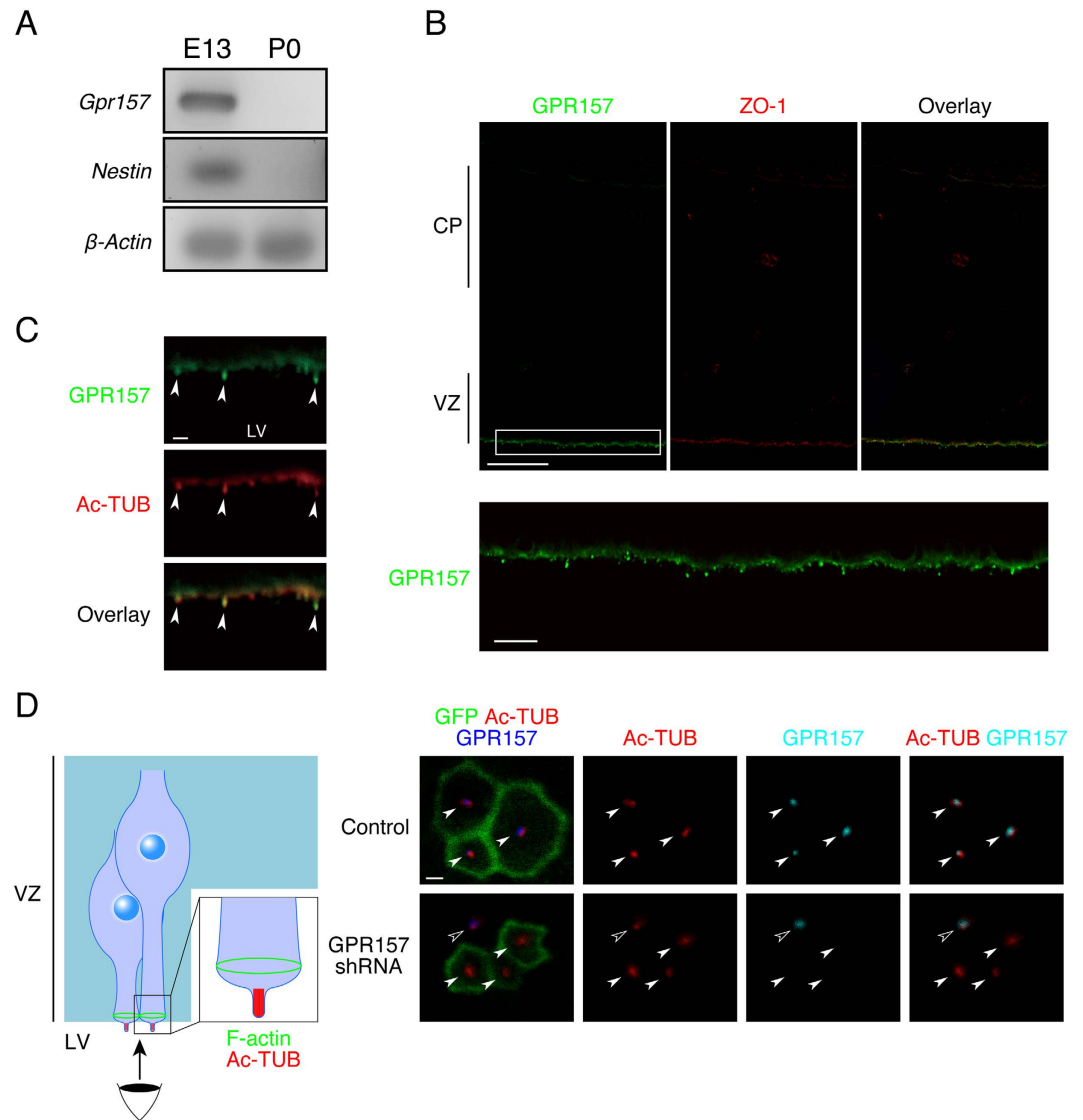 A
E13 P0
Gpr157
Nestin
β-Actin
B
GPR157 ZO-1 Overlay
CP
VZ
GPR157
C
GPR157
LV
Ac-TUB
Overlay
D
VZ
LV
F-actin
Ac-TUB
GFP Ac-TUB
GPR157
Ac-TUB
GPR157
Ac-TUB GPR157
Control
GPR157
shRNA